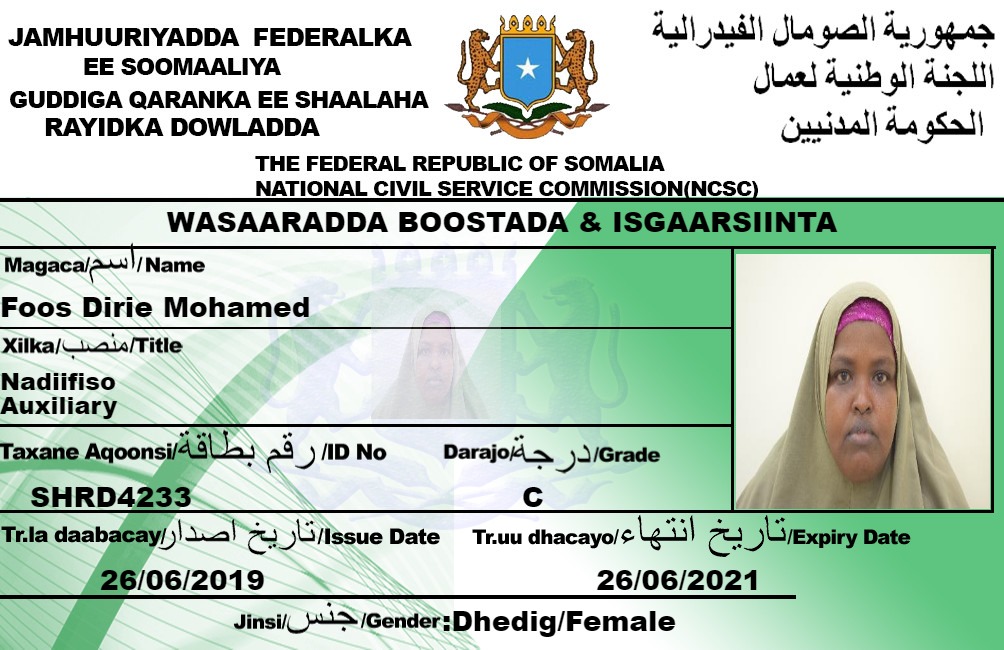 JAMHUURIYADDA FEDERALKA
EE SOOMAALIYA
GUDDIGA QARANKA EE SHAALAHA
RAYIDKA DOWLADDA
جمهورية الصومال الفيدرالية
اللجنة الوطنية لعمال
الحكومة المدنيين
THE FEDERAL REPUBLIC OF SOMALIA
NATIONAL CIVIL SERVICE COMMISSION(NCSC)
WASAARADDA BOOSTADA & ISGAARSIINTA
Magaca/اسم/Name
Foos Dirie Mohamed
Xilka/منصب/Title
Nadiifiso
Auxiliary
Taxane Aqoonsi/رقم بطاقة/ID No
SHRD4233
Darajo/درجة/Grade
C
Tr.la daabacay/تاريخ اصدار/Issue Date
26/06/2019
Tr.uu dhacayo/تاريخ انتهاء/Expiry Date
26/06/2021
Jinsi/جنس/Gender:Dhedig/Female